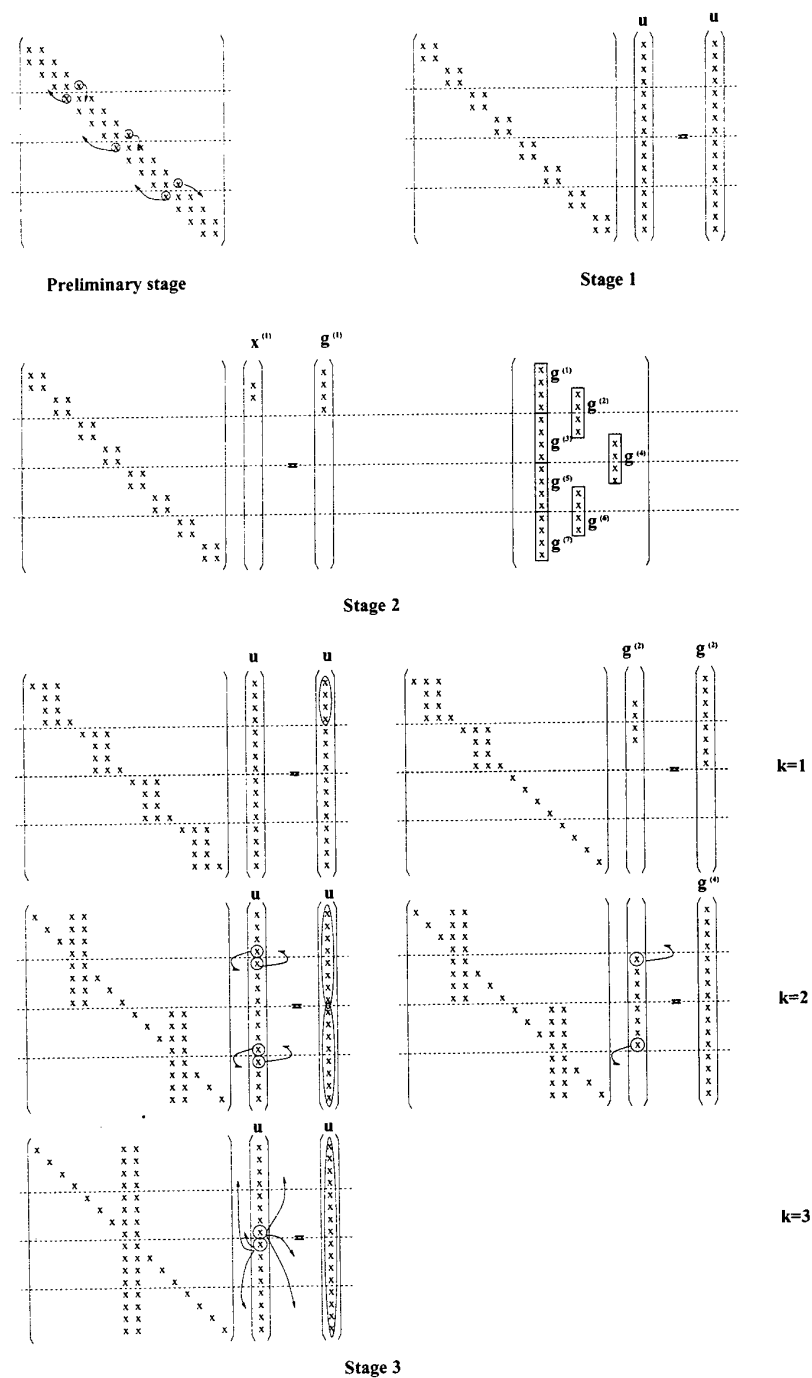 u u
Preliminary stage
Stage 1
x⁽¹⁾ g⁽¹⁾
g⁽¹⁾
g⁽²⁾
g⁽³⁾
g⁽⁴⁾
g⁽⁵⁾
g⁽⁶⁾
g⁽⁷⁾
=
Stage 2
u u g⁽²⁾ g⁽²⁾
= = k=1
u u g⁽⁴⁾
= = k=2
u u
= k=3
Stage 3